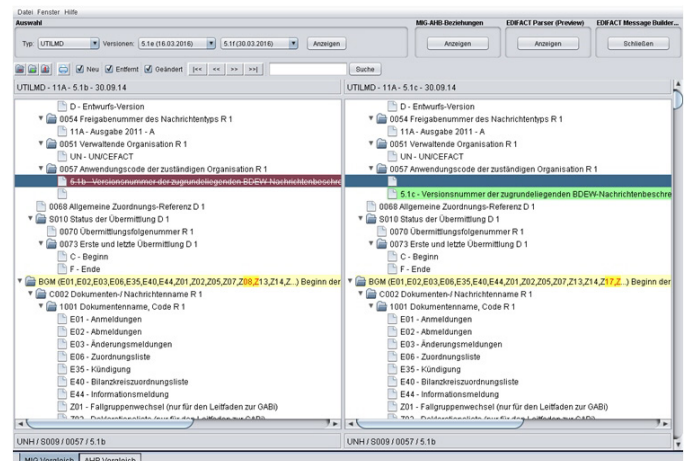 Datei Fenster Hilfe
Auswahl
MIG-AHB-Beziehungen
EDIFACT Parser (Preview)
EDIFACT Message Builder...
Typ: UTILMD Versionen: 5.1e (16.03.2016) 5.1f (30.03.2016) Anzeigen
Anzeigen
Anzeigen
Schließen
Neu Entfernt Geändert |<< << >> >>| Suche
UTILMD - 11A - 5.1b - 30.09.14
D - Entwurfs-Version
0054 Freigabenummer des Nachrichtentyps R 1
11A - Ausgabe 2011 - A
0051 Verwaltende Organisation R 1
UN - UN/CEFACT
0057 Anwendungscode der zuständigen Organisation R 1
5.1b - Versionsnummer der zugrundeliegenden BDEW-Nachrichtenbeschre
0068 Allgemeine Zuordnungs-Referenz D 1
S010 Status der Übermittlung D 1
0070 Übermittlungsfolgenummer R 1
0073 Erste und letzte Übermittlung D 1
C - Beginn
F - Ende
BGM (E01,E02,E03,E06,E35,E40,E44,Z01,Z02,Z05,Z07,Z08,Z13,Z14,Z...) Beginn der
C002 Dokumenten-/ Nachrichtenname R 1
1001 Dokumentenname, Code R 1
E01 - Anmeldungen
E02 - Abmeldungen
E03 - Änderungsmeldungen
E06 - Zuordnungsliste
E35 - Kündigung
E40 - Bilanzkreiszuordnungsliste
E44 - Informationsmeldung
Z01 - Fallgruppenwechsel (nur für den Leitfaden zur GABi)
UNH / S009 / 0057 / 5.1b
UTILMD - 11A - 5.1c - 30.09.14
D - Entwurfs-Version
0054 Freigabenummer des Nachrichtentyps R 1
11A - Ausgabe 2011 - A
0051 Verwaltende Organisation R 1
UN - UN/CEFACT
0057 Anwendungscode der zuständigen Organisation R 1
5.1c - Versionsnummer der zugrundeliegenden BDEW-Nachrichtenbeschre
0068 Allgemeine Zuordnungs-Referenz D 1
S010 Status der Übermittlung D 1
0070 Übermittlungsfolgenummer R 1
0073 Erste und letzte Übermittlung D 1
C - Beginn
F - Ende
BGM (E01,E02,E03,E06,E35,E40,E44,Z01,Z02,Z05,Z07,Z13,Z14,Z17,Z...) Beginn der
C002 Dokumenten-/ Nachrichtenname R 1
1001 Dokumentenname, Code R 1
E01 - Anmeldungen
E02 - Abmeldungen
E03 - Änderungsmeldungen
E06 - Zuordnungsliste
E35 - Kündigung
E40 - Bilanzkreiszuordnungsliste
E44 - Informationsmeldung
Z01 - Fallgruppenwechsel (nur für den Leitfaden zur GABi)
UNH / S009 / 0057 / 5.1b
MIG Vergleich AHB Vergleich